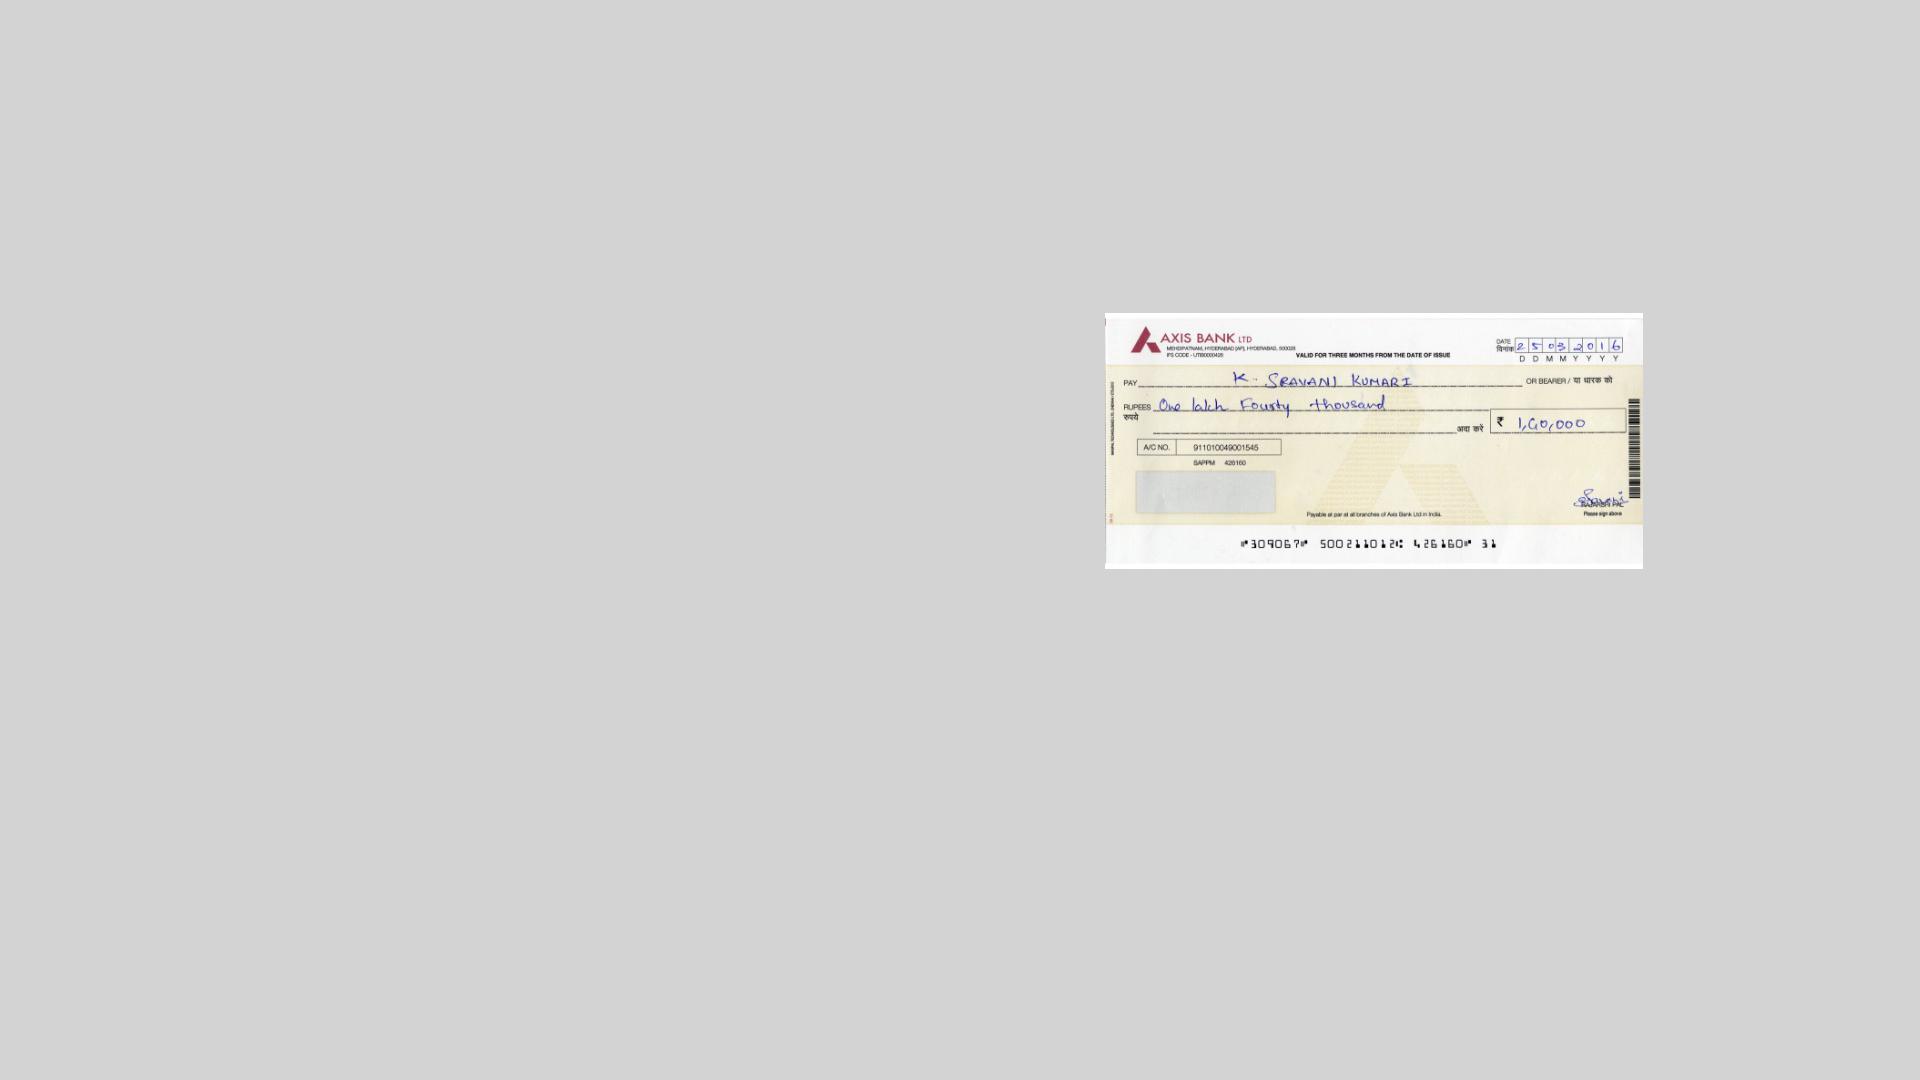 AXIS BANK LTD
MEHDIPATNAM, HYDERABAD [AP], HYDERABAD, 500028
IFS CODE - UTIB0000426
VALID FOR THREE MONTHS FROM THE DATE OF ISSUE
DATE दिनांक 2 5 0 3 2 0 1 6
D D M M Y Y Y Y
PAY K. SRAVANI KUMARI OR BEARER / या धारक को
RUPEES रुपये One lakh Fourty thousand
अदा करें ₹ 1,40,000
A/C NO. 911010049001545
SAPPM 426160
RAJARSHI PAL
Please sign above
Payable at par at all branches of Axis Bank Ltd in India.
⑈309067⑈ 500211012⑆ 426160⑈ 31